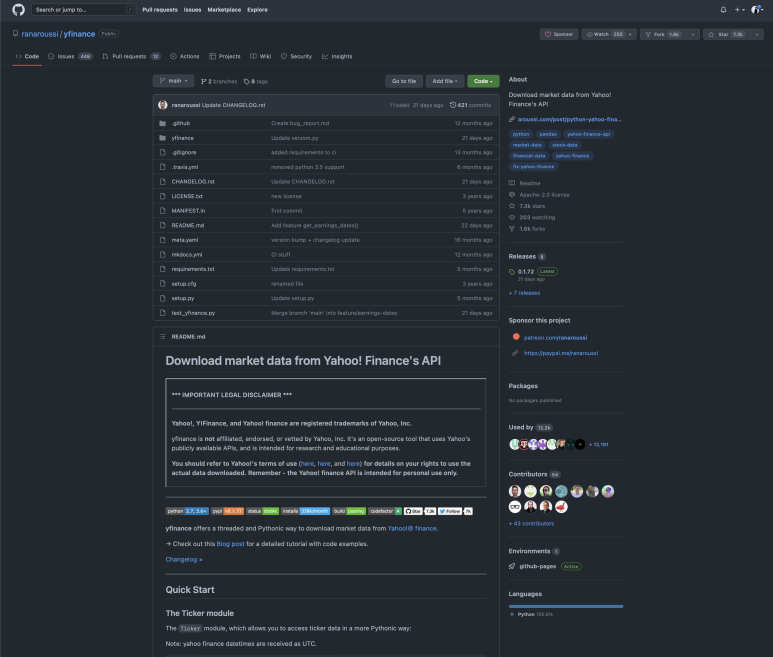 Search or jump to... /
Pull requests Issues Marketplace Explore
ranaroussi / yfinance Public
Sponsor Watch 203 Fork 1.6k Star 7.3k
Code Issues 448 Pull requests 12 Actions Projects Wiki Security Insights
main 2 branches 8 tags Go to file Add file Code
ranaroussi Update CHANGELOG.rst 21 days ago 421 commits
.github Create bug_report.md 12 months ago
yfinance Update version.py 21 days ago
.gitignore added requirements to ci 13 months ago
.travis.yml removed python 3.5 support 6 months ago
CHANGELOG.rst Update CHANGELOG.rst 21 days ago
LICENSE.txt new license 3 years ago
MANIFEST.in first commit 5 years ago
README.md Add feature get_earnings_dates() 22 days ago
meta.yaml version bump + changelog update 16 months ago
mkdocs.yml CI stuff 12 months ago
requirements.txt Update requirements.txt 5 months ago
setup.cfg renamed file 3 years ago
setup.py Update setup.py 5 months ago
test_yfinance.py Merge branch 'main' into feature/earnings-dates 21 days ago
README.md
Download market data from Yahoo! Finance's API
*** IMPORTANT LEGAL DISCLAIMER ***
Yahoo!, Y!Finance, and Yahoo! finance are registered trademarks of Yahoo, Inc.
yfinance is not affiliated, endorsed, or vetted by Yahoo, Inc. It's an open-source tool that uses Yahoo's
publicly available APIs, and is intended for research and educational purposes.
You should refer to Yahoo!'s terms of use (here, here, and here) for details on your rights to use the
actual data downloaded. Remember - the Yahoo! finance API is intended for personal use only.
python 2.7, 3.6+ pypi v0.1.72 status stable installs build passing codefactor A Star 7.3k Follow 7k
yfinance offers a threaded and Pythonic way to download market data from Yahoo!Ⓡ finance.
→ Check out this Blog post for a detailed tutorial with code examples.
Changelog »
Quick Start
The Ticker module
The Ticker module, which allows you to access ticker data in a more Pythonic way:
Note: yahoo finance datetimes are received as UTC.
About
Download market data from Yahoo!
Finance's API
aroussi.com/post/python-yahoo-fina...
python pandas yahoo-finance-api
market-data stock-data
financial-data yahoo-finance
fix-yahoo-finance
Readme
Apache-2.0 license
7.3k stars
203 watching
1.6k forks
Releases 8
0.1.72 Latest
21 days ago
+ 7 releases
Sponsor this project
patreon.com/ranaroussi
https://paypal.me/ranaroussi
Packages
No packages published
Used by 12.2k
+ 12,191
Contributors 54
+ 43 contributors
Environments 1
github-pages Active
Languages
Python 100.0%